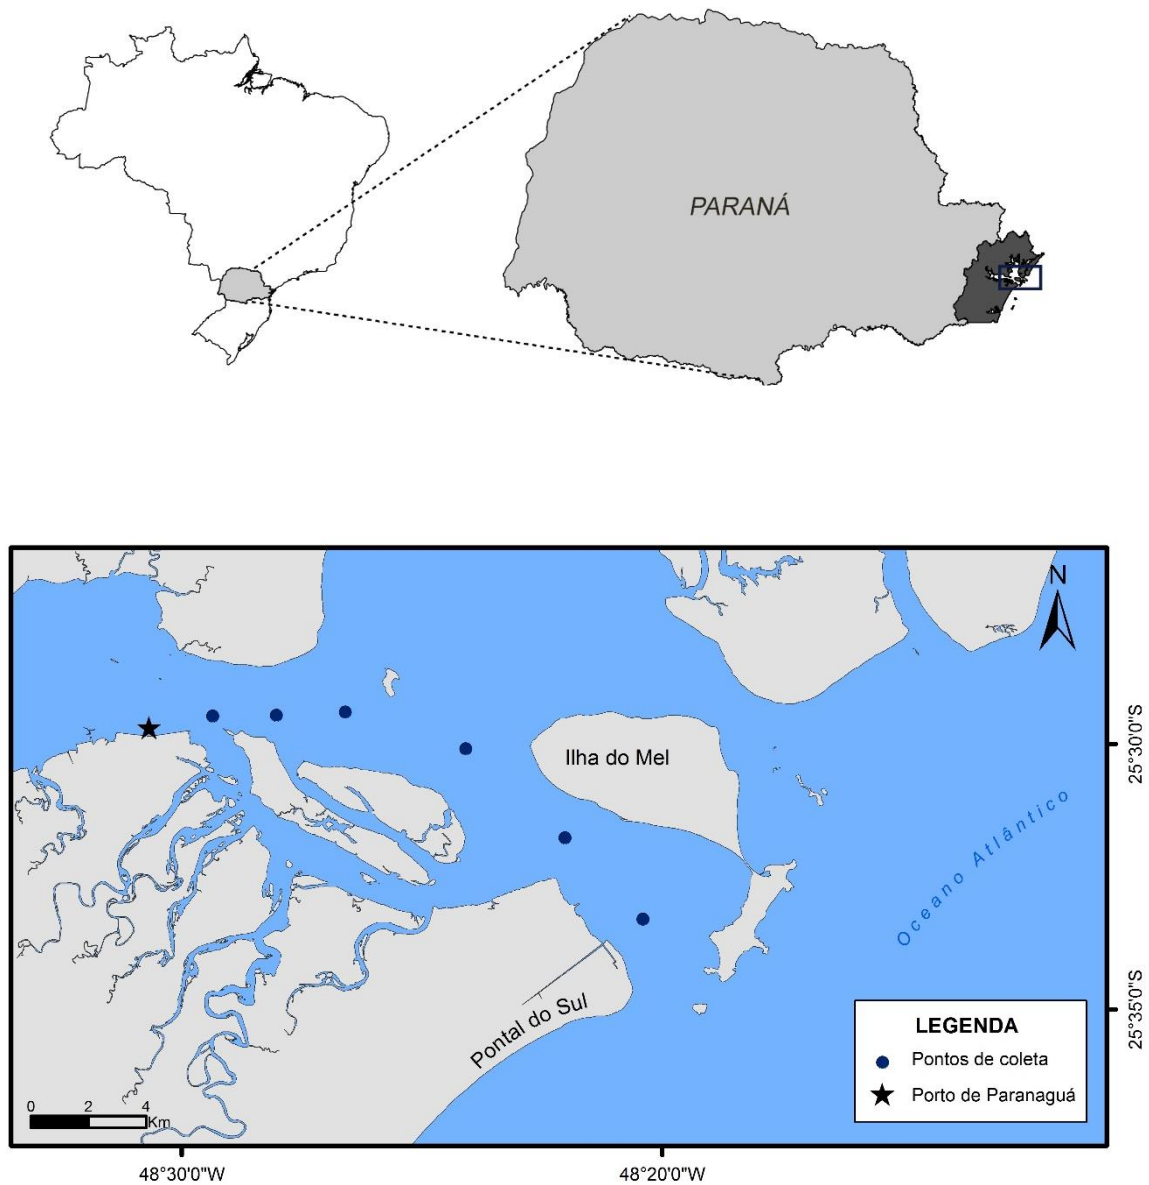 PARANÁ
N
Ilha do Mel
25°30'0"S
Oceano Atlântico
Pontal do Sul
25°35'0"S
LEGENDA
Pontos de coleta
Porto de Paranaguá
0 2 4
Km
48°30'0"W 48°20'0"W